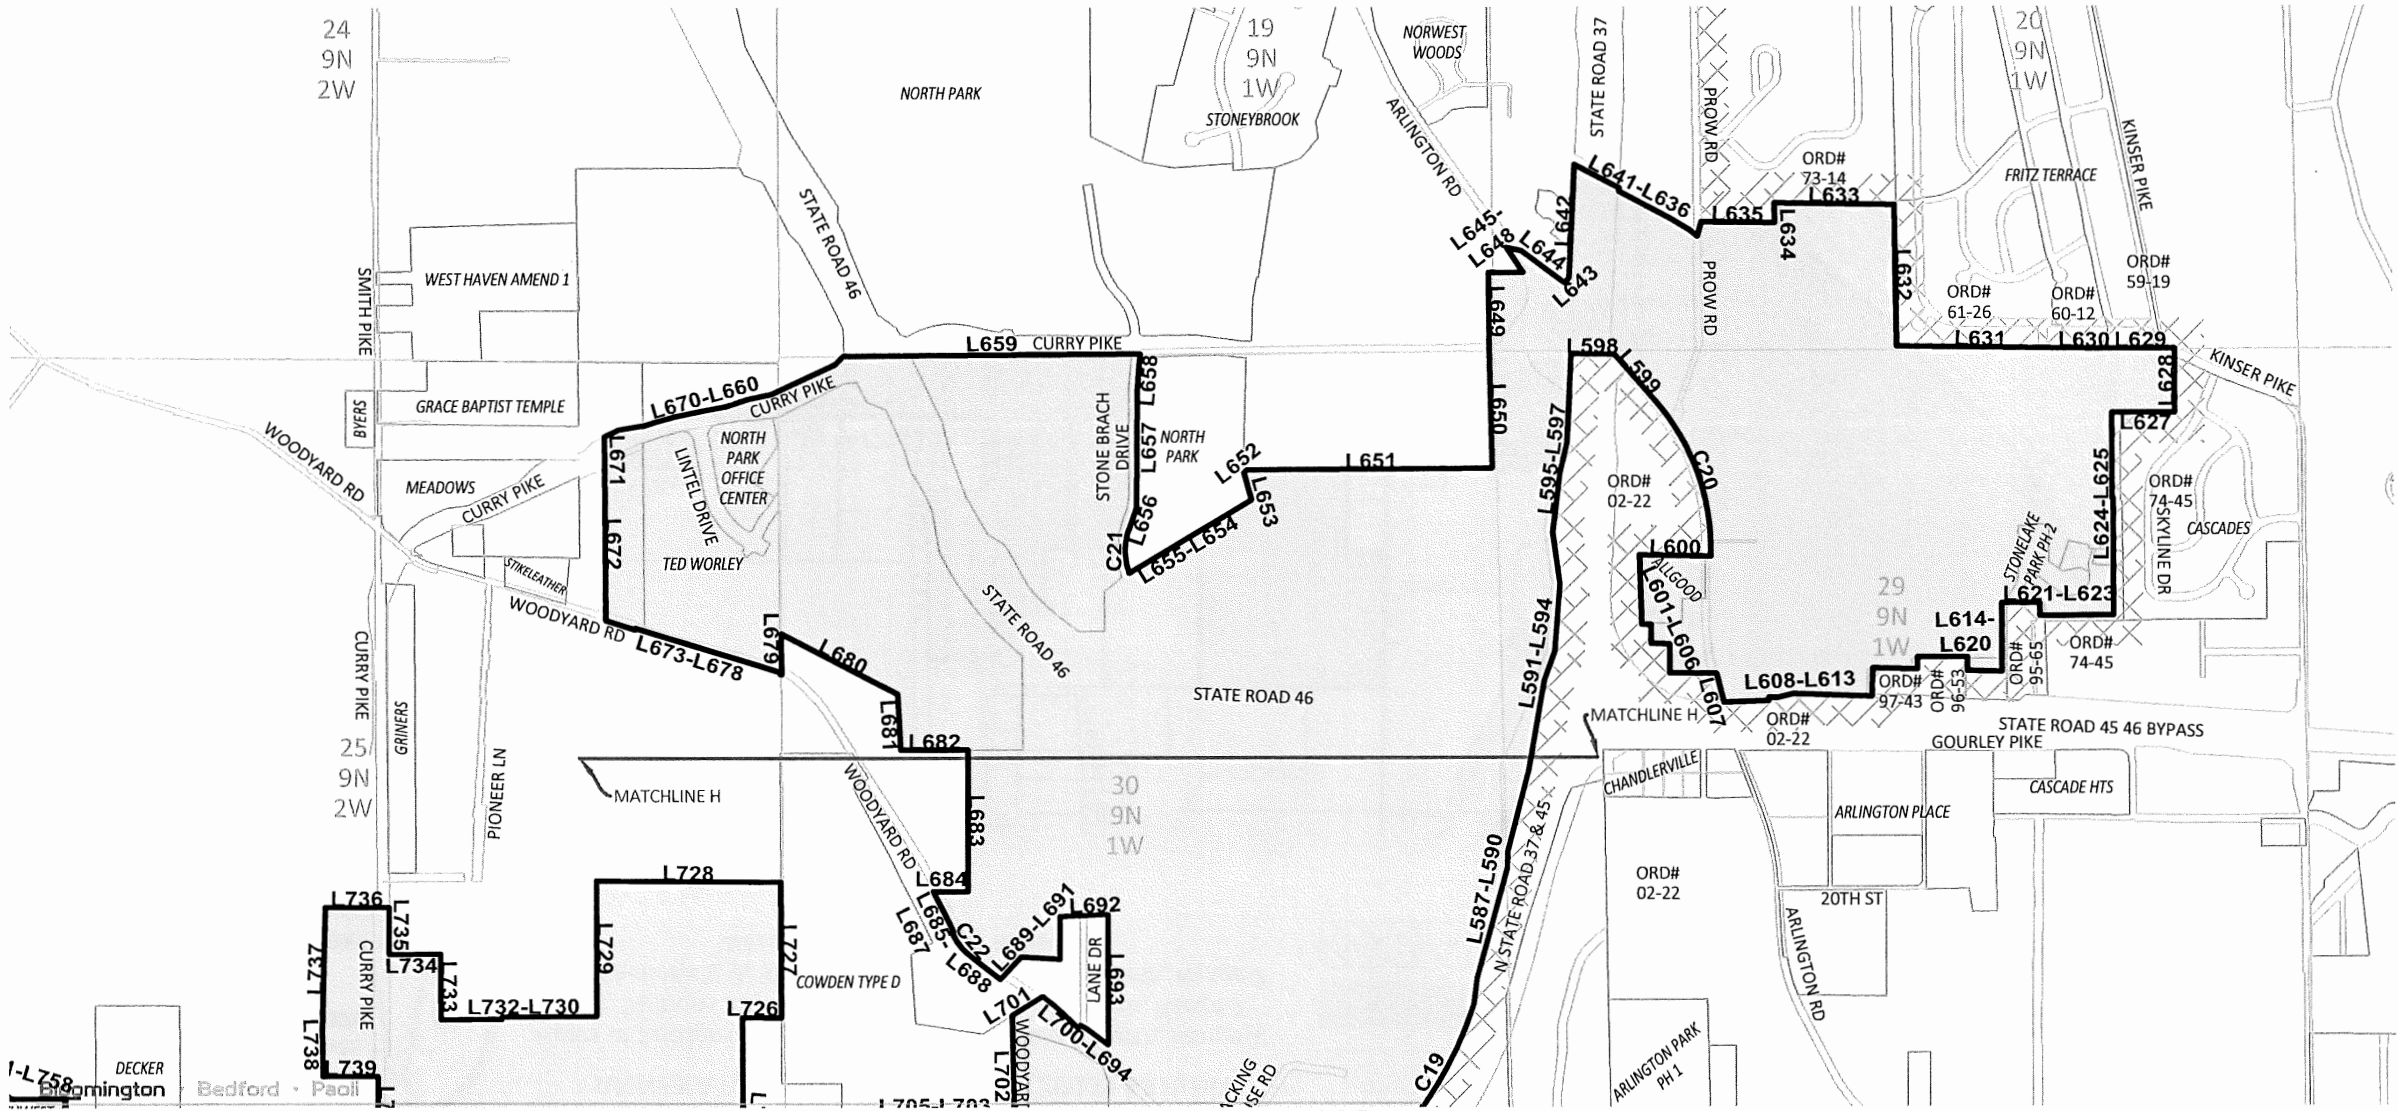 24
9N
2W
19
9N
1W
20
9N
1W
NORWEST
WOODS
STATE ROAD 37
NORTH PARK
STONEYBROOK
ARLINGTON RD
PROW RD
KINSER PIKE
ORD#
73-14
FRITZ TERRACE
L641-L636
L635
L633
L634
L642
L645-
L648
L644
L643
STATE ROAD 46
SMITH PIKE
WEST HAVEN AMEND 1
L649
PROW RD
L632
ORD#
61-26
ORD#
60-12
ORD#
59-19
L659
CURRY PIKE
L598
L631
L630
L629
KINSER PIKE
L628
L670-L660
CURRY PIKE
L658
L599
L627
BYERS
GRACE BAPTIST TEMPLE
STONE BRACH
DRIVE
L650
WOODYARD RD
L671
LINTEL DRIVE
NORTH
PARK
OFFICE
CENTER
L657
NORTH
PARK
L652
L651
L595-L597
C20
MEADOWS
CURRY PIKE
L653
ORD#
02-22
L624-L625
ORD#
74-45
CASCADES
SKYLINE DR
L672
L656
C21
L655-L654
TED WORLEY
L600
ALLGOOD
STONELAKE
PARK PH 2
STIKELEATHER
WOODYARD RD
29
9N
1W
L621-L623
L614-
L620
L601-L606
L591-L594
STATE ROAD 46
L679
L680
L673-L678
CURRY PIKE
GRINERS
ORD#
95-65
ORD#
74-45
L608-L613
L607
ORD#
97-43
ORD#
96-53
STATE ROAD 46
MATCHLINE H
ORD#
02-22
STATE ROAD 45 46 BYPASS
GOURLEY PIKE
L681
L682
25
9N
2W
PIONEER LN
MATCHLINE H
WOODYARD RD
30
9N
1W
CHANDLERVILLE
CASCADE HTS
ARLINGTON PLACE
L683
L587-L590
N STATE ROAD 37 & 45
ORD#
02-22
20TH ST
ARLINGTON RD
L728
L684
L736
L735
L737
CURRY PIKE
L734
L733
L729
L727
L732-L730
L726
COWDEN TYPE D
L685-
L687
C22
L688
L689-L691
L692
LANE DR
L693
L701
L700-L694
L702
WOODYARD
L738
L739
DECKER
C19
ARLINGTON PARK
PH 1
L-758
Bloomington · Bedford · Paoli
L705-L703